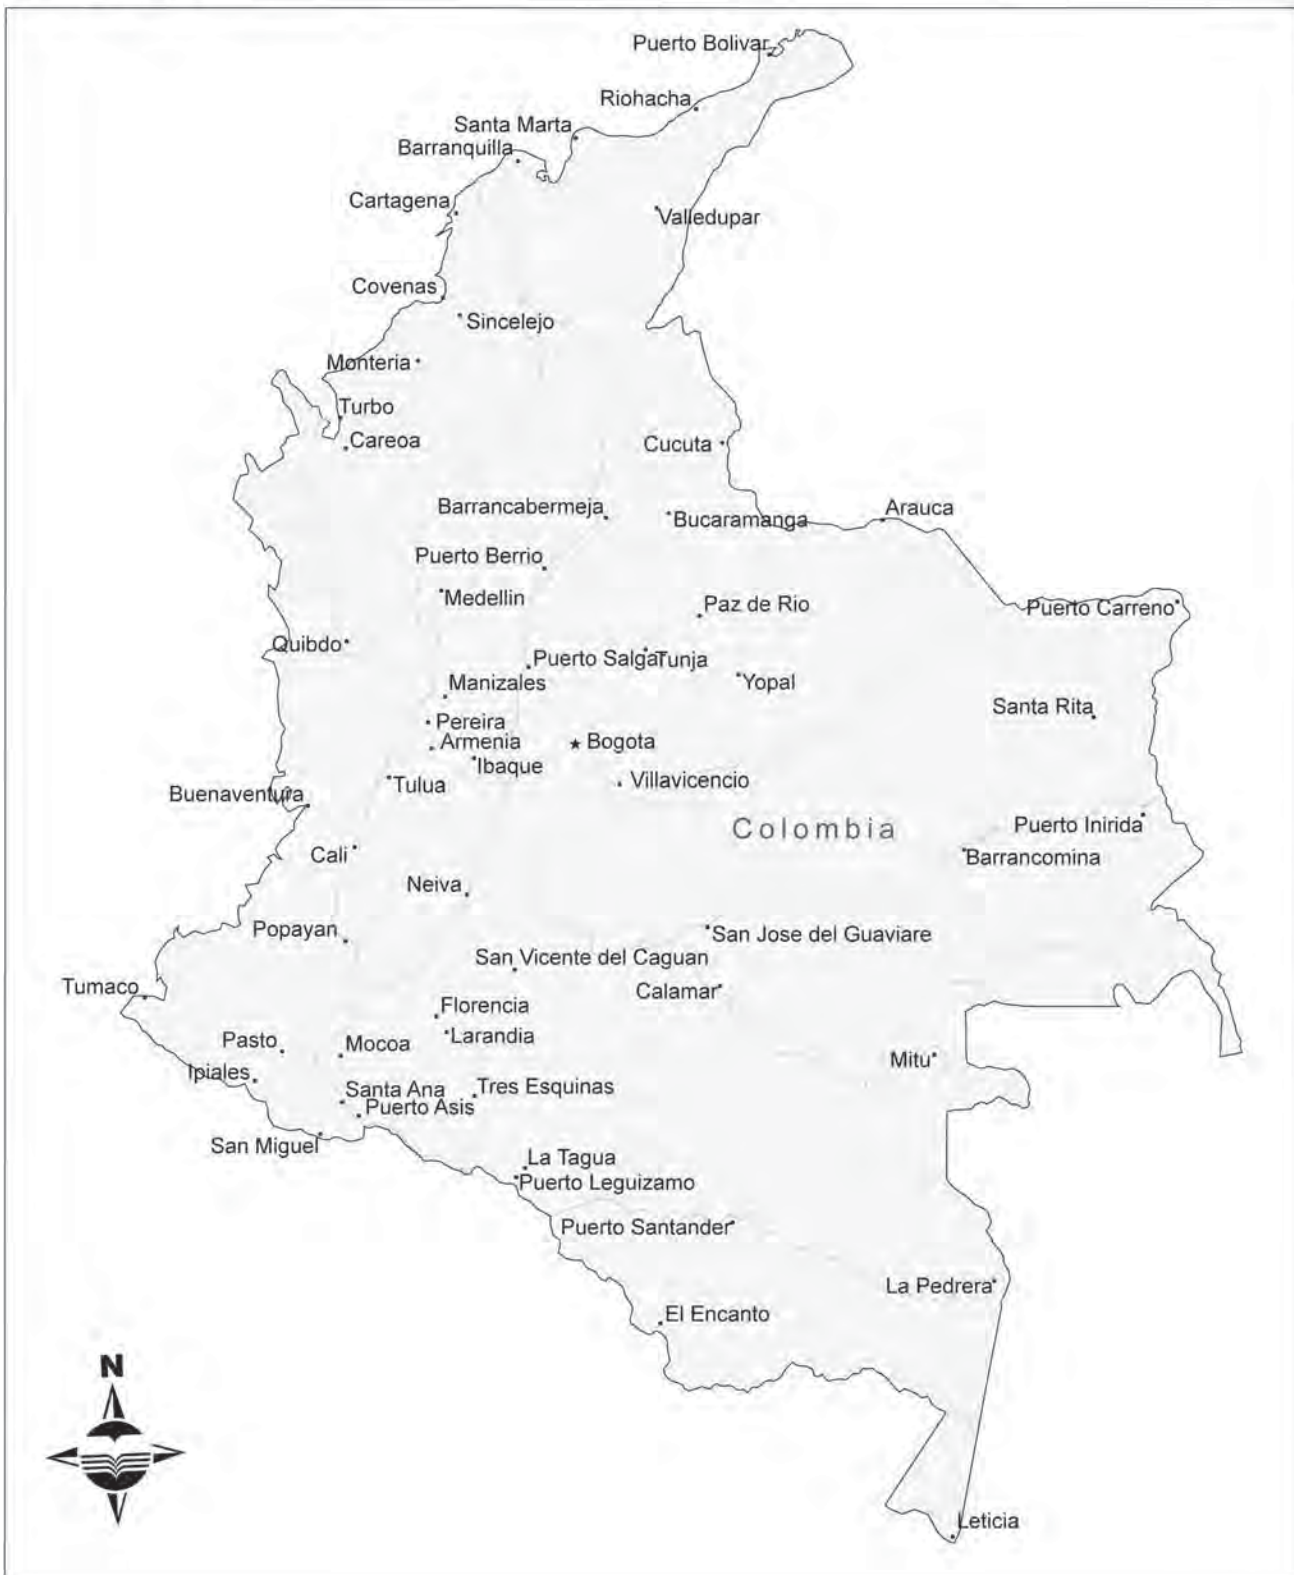 Puerto Bolivar
Riohacha
Santa Marta
Barranquilla
Cartagena
Valledupar
Covenas
Sincelejo
Monteria
Turbo
Careoa
Cucuta
Barrancabermeja
Bucaramanga
Arauca
Puerto Berrio
Medellin
Paz de Rio
Puerto Carreno
Quibdo
Puerto Salgar
Tunja
Yopal
Manizales
Santa Rita
Pereira
Armenia
Bogota
Ibaque
Villavicencio
Tulua
Buenaventura
Colombia
Puerto Inirida
Cali
Barrancomina
Neiva
Popayan
San Jose del Guaviare
San Vicente del Caguan
Tumaco
Calamar
Florencia
Larandia
Pasto
Mocoa
Mitu
Ipiales
Santa Ana
Tres Esquinas
Puerto Asis
San Miguel
La Tagua
Puerto Leguizamo
Puerto Santander
La Pedrera
El Encanto
N
Leticia